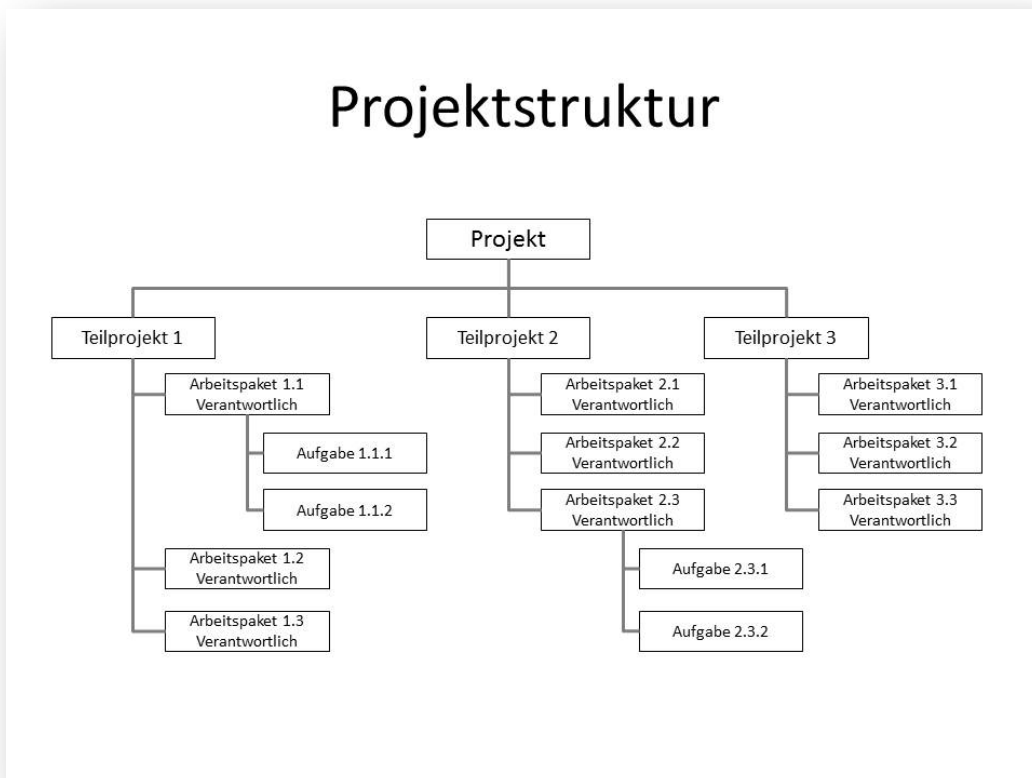 Projektstruktur
Projekt
Teilprojekt 1
Arbeitspaket 1.1
Verantwortlich
Aufgabe 1.1.1
Aufgabe 1.1.2
Arbeitspaket 1.2
Verantwortlich
Arbeitspaket 1.3
Verantwortlich
Teilprojekt 2
Arbeitspaket 2.1
Verantwortlich
Arbeitspaket 2.2
Verantwortlich
Arbeitspaket 2.3
Verantwortlich
Aufgabe 2.3.1
Aufgabe 2.3.2
Teilprojekt 3
Arbeitspaket 3.1
Verantwortlich
Arbeitspaket 3.2
Verantwortlich
Arbeitspaket 3.3
Verantwortlich